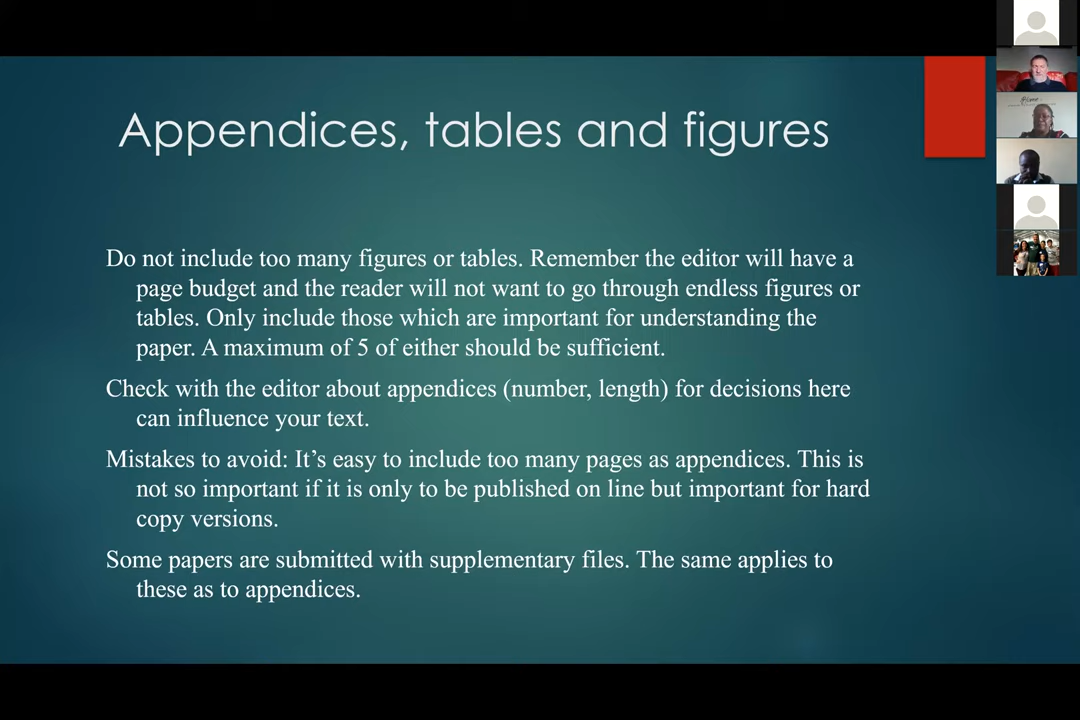 Appendices, tables and figures
Do not include too many figures or tables. Remember the editor will have a
page budget and the reader will not want to go through endless figures or
tables. Only include those which are important for understanding the
paper. A maximum of 5 of either should be sufficient.
Check with the editor about appendices (number, length) for decisions here
can influence your text.
Mistakes to avoid: It’s easy to include too many pages as appendices. This is
not so important if it is only to be published on line but important for hard
copy versions.
Some papers are submitted with supplementary files. The same applies to
these as to appendices.